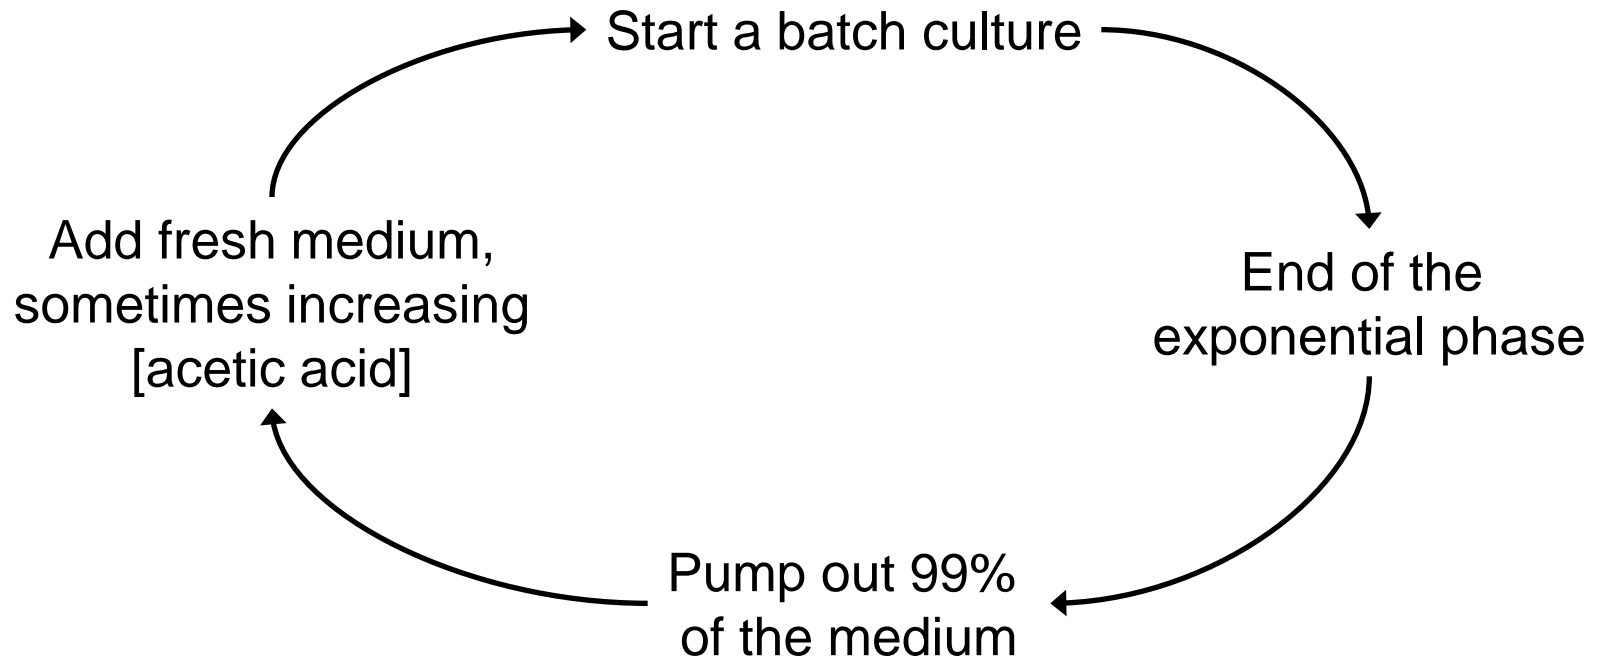 Start a batch culture
End of the
exponential phase
Pump out 99%
of the medium
Add fresh medium,
sometimes increasing
[acetic acid]